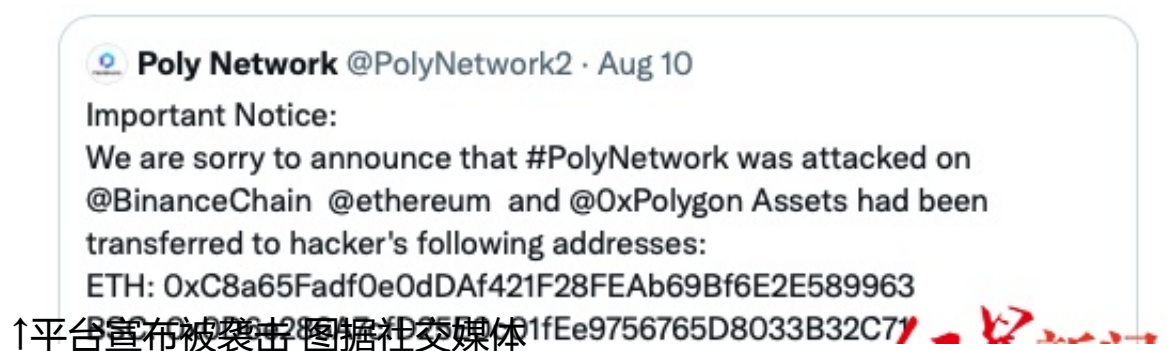 Poly Network @PolyNetwork2 · Aug 10
Important Notice:
We are sorry to announce that #PolyNetwork was attacked on
@BinanceChain @ethereum and @0xPolygon Assets had been
transferred to hacker's following addresses:
ETH: 0xC8a65Fadf0e0dDAf421F28FEAb69Bf6E2E589963
↑平台宣布被袭击 图据社交媒体